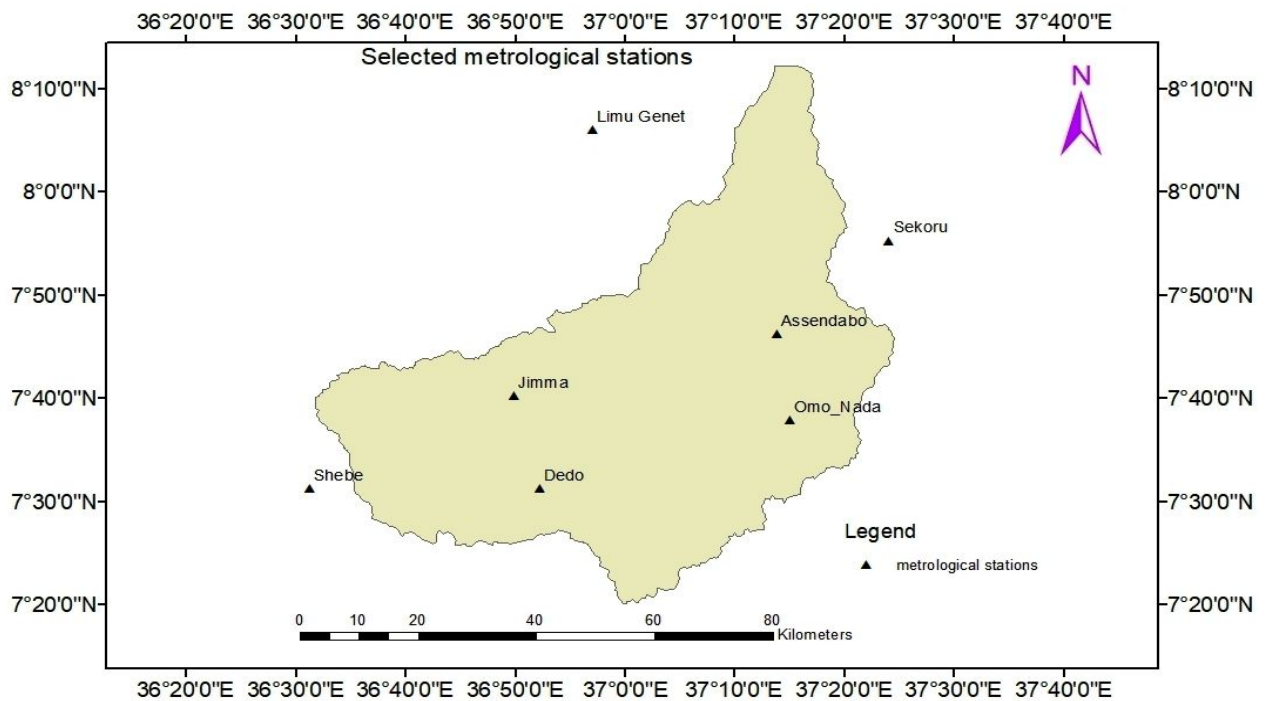 36°20'0"E 36°30'0"E 36°40'0"E 36°50'0"E 37°0'0"E 37°10'0"E 37°20'0"E 37°30'0"E 37°40'0"E
Selected metrological stations
N
8°10'0"N 8°10'0"N
Limu Genet
8°0'0"N 8°0'0"N
Sekoru
7°50'0"N 7°50'0"N
Assendabo
Jimma
7°40'0"N 7°40'0"N
Omo_Nada
Shebe Dedo
7°30'0"N 7°30'0"N
Legend
metrological stations
7°20'0"N 7°20'0"N
0 10 20 40 60 80
Kilometers
36°20'0"E 36°30'0"E 36°40'0"E 36°50'0"E 37°0'0"E 37°10'0"E 37°20'0"E 37°30'0"E 37°40'0"E